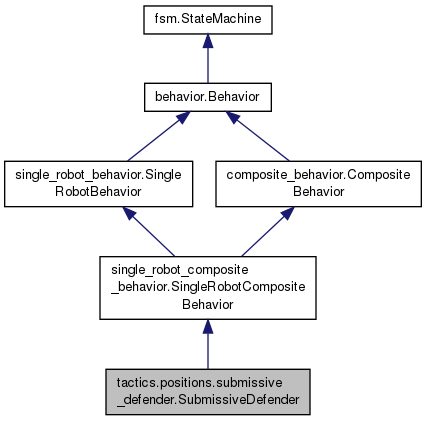 fsm.StateMachine
behavior.Behavior
single_robot_behavior.Single
RobotBehavior
composite_behavior.Composite
Behavior
single_robot_composite
_behavior.SingleRobotComposite
Behavior
tactics.positions.submissive
_defender.SubmissiveDefender